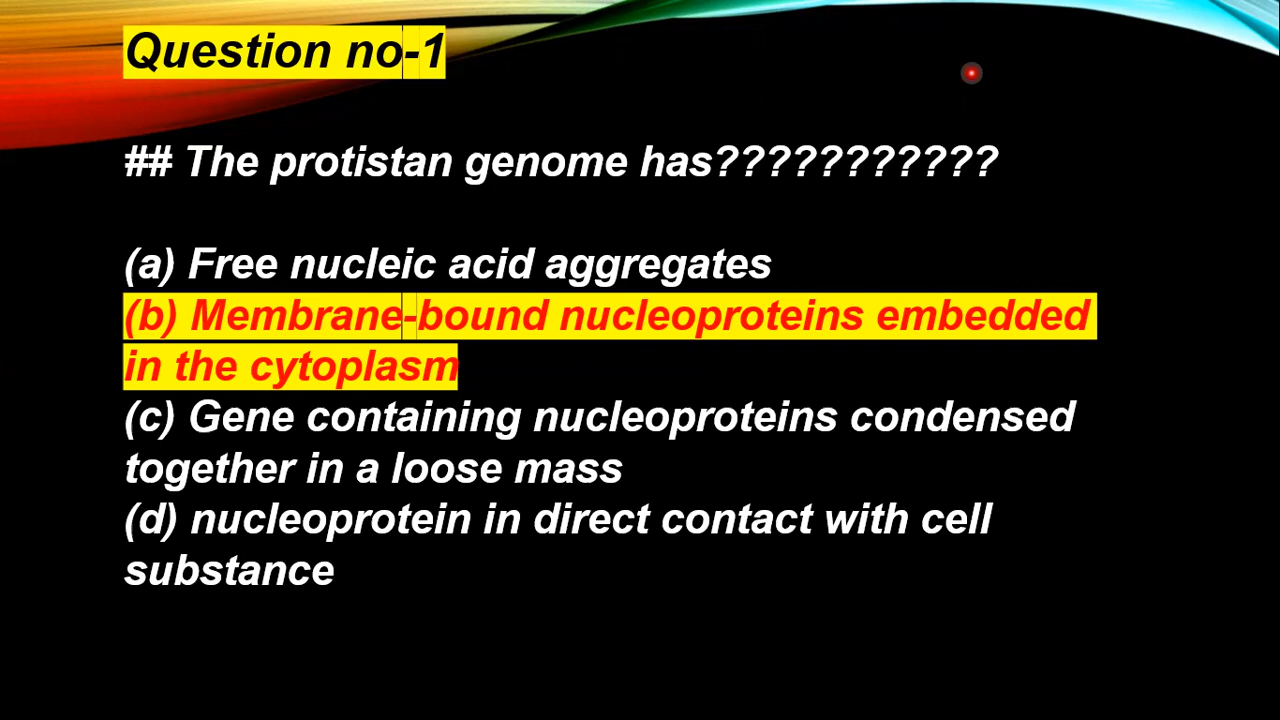 Question no-1
## The protistan genome has???????????
(a) Free nucleic acid aggregates
(b) Membrane-bound nucleoproteins embedded
in the cytoplasm
(c) Gene containing nucleoproteins condensed
together in a loose mass
(d) nucleoprotein in direct contact with cell
substance